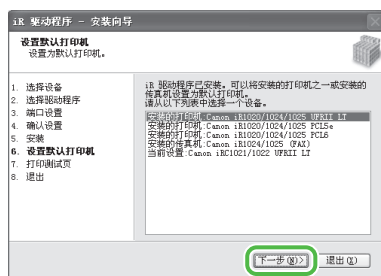 iR 驱动程序 - 安装向导
设置默认打印机
设置为默认打印机。
1. 选择设备
2. 选择驱动程序
3. 端口设置
4. 确认设置
5. 安装
6. 设置默认打印机
7. 打印测试页
8. 退出
iR 驱动程序已安装。可以将安装的打印机之一或安装的
传真机设置为默认打印机。
请从以下列表中选择一个设备。
安装的打印机:Canon iR1020/1024/1025 UFRII LT
安装的打印机:Canon iR1020/1024/1025 PCL5e
安装的打印机:Canon iR1020/1024/1025 PCL6
安装的传真机:Canon iR1024/1025 (FAX)
当前设置:Canon iRC1021/1022 UFRII LT
下一步(N)>
退出(X)